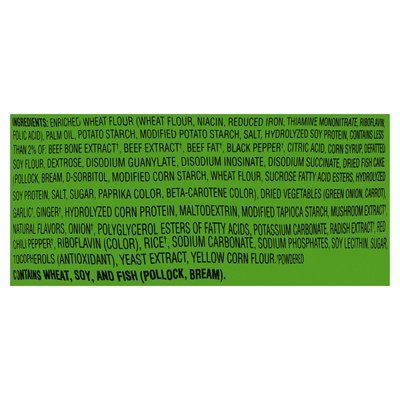 INGREDIENTS: ENRICHED WHEAT FLOUR (WHEAT FLOUR, NIACIN, REDUCED IRON, THIAMINE MONONITRATE, RIBOFLAVIN,
FOLIC ACID), PALM OIL, POTATO STARCH, MODIFIED POTATO STARCH, SALT, HYDROLYZED SOY PROTEIN, CONTAINS LESS
THAN 2% OF: BEEF BONE EXTRACT†, BEEF EXTRACT†, BEEF FAT†, BLACK PEPPER†, CITRIC ACID, CORN SYRUP, DEFATTED
SOY FLOUR, DEXTROSE, DISODIUM GUANYLATE, DISODIUM INOSINATE, DISODIUM SUCCINATE, DRIED FISH CAKE
(POLLOCK, BREAM, D-SORBITOL, MODIFIED CORN STARCH, WHEAT FLOUR, SUCROSE FATTY ACID ESTERS, HYDROLYZED
SOY PROTEIN, SALT, SUGAR, PAPRIKA COLOR, BETA-CAROTENE COLOR), DRIED VEGETABLES (GREEN ONION, CARROT),
GARLIC†, GINGER†, HYDROLYZED CORN PROTEIN, MALTODEXTRIN, MODIFIED TAPIOCA STARCH, MUSHROOM EXTRACT†,
NATURAL FLAVORS, ONION†, POLYGLYCEROL ESTERS OF FATTY ACIDS, POTASSIUM CARBONATE, RADISH EXTRACT†, RED
CHILI PEPPER†, RIBOFLAVIN (COLOR), RICE†, SODIUM CARBONATE, SODIUM PHOSPHATES, SOY LECITHIN, SUGAR,
TOCOPHEROLS (ANTIOXIDANT), YEAST EXTRACT, YELLOW CORN FLOUR. †POWDERED
CONTAINS WHEAT, SOY, AND FISH (POLLOCK, BREAM).